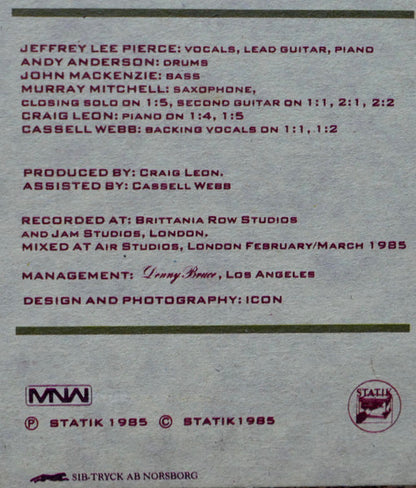 JEFFREY LEE PIERCE: VOCALS, LEAD GUITAR, PIANO
ANDY ANDERSON: DRUMS
JOHN MACKENZIE: BASS
MURRAY MITCHELL: SAXOPHONE,
CLOSING SOLO ON 1:5, SECOND GUITAR ON 1:1, 2:1, 2:2
CRAIG LEON: PIANO ON 1:4, 1:5
CASSELL WEBB: BACKING VOCALS ON 1:1, 1:2
PRODUCED BY: CRAIG LEON.
ASSISTED BY: CASSELL WEBB
RECORDED AT: BRITTANIA ROW STUDIOS
AND JAM STUDIOS, LONDON.
MIXED AT AIR STUDIOS, LONDON FEBRUARY/MARCH 1985
MANAGEMENT: Denny Bruce, LOS ANGELES
DESIGN AND PHOTOGRAPHY: ICON
MNW
STATIK
Ⓟ STATIK 1985 © STATIK 1985
SIB-TRYCK AB NORSBORG